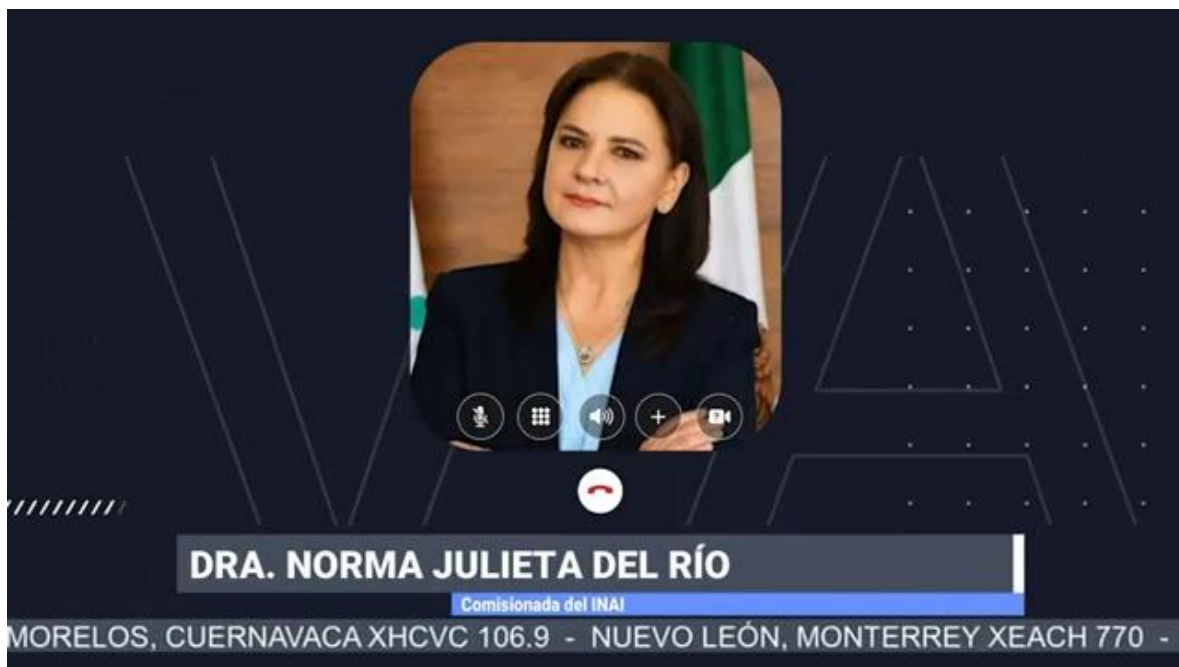 DRA. NORMA JULIETA DEL RÍO
Comisionada del INAI
MORELOS, CUERNAVACA XHCVC 106.9 - NUEVO LEÓN, MONTERREY XEACH 770 -